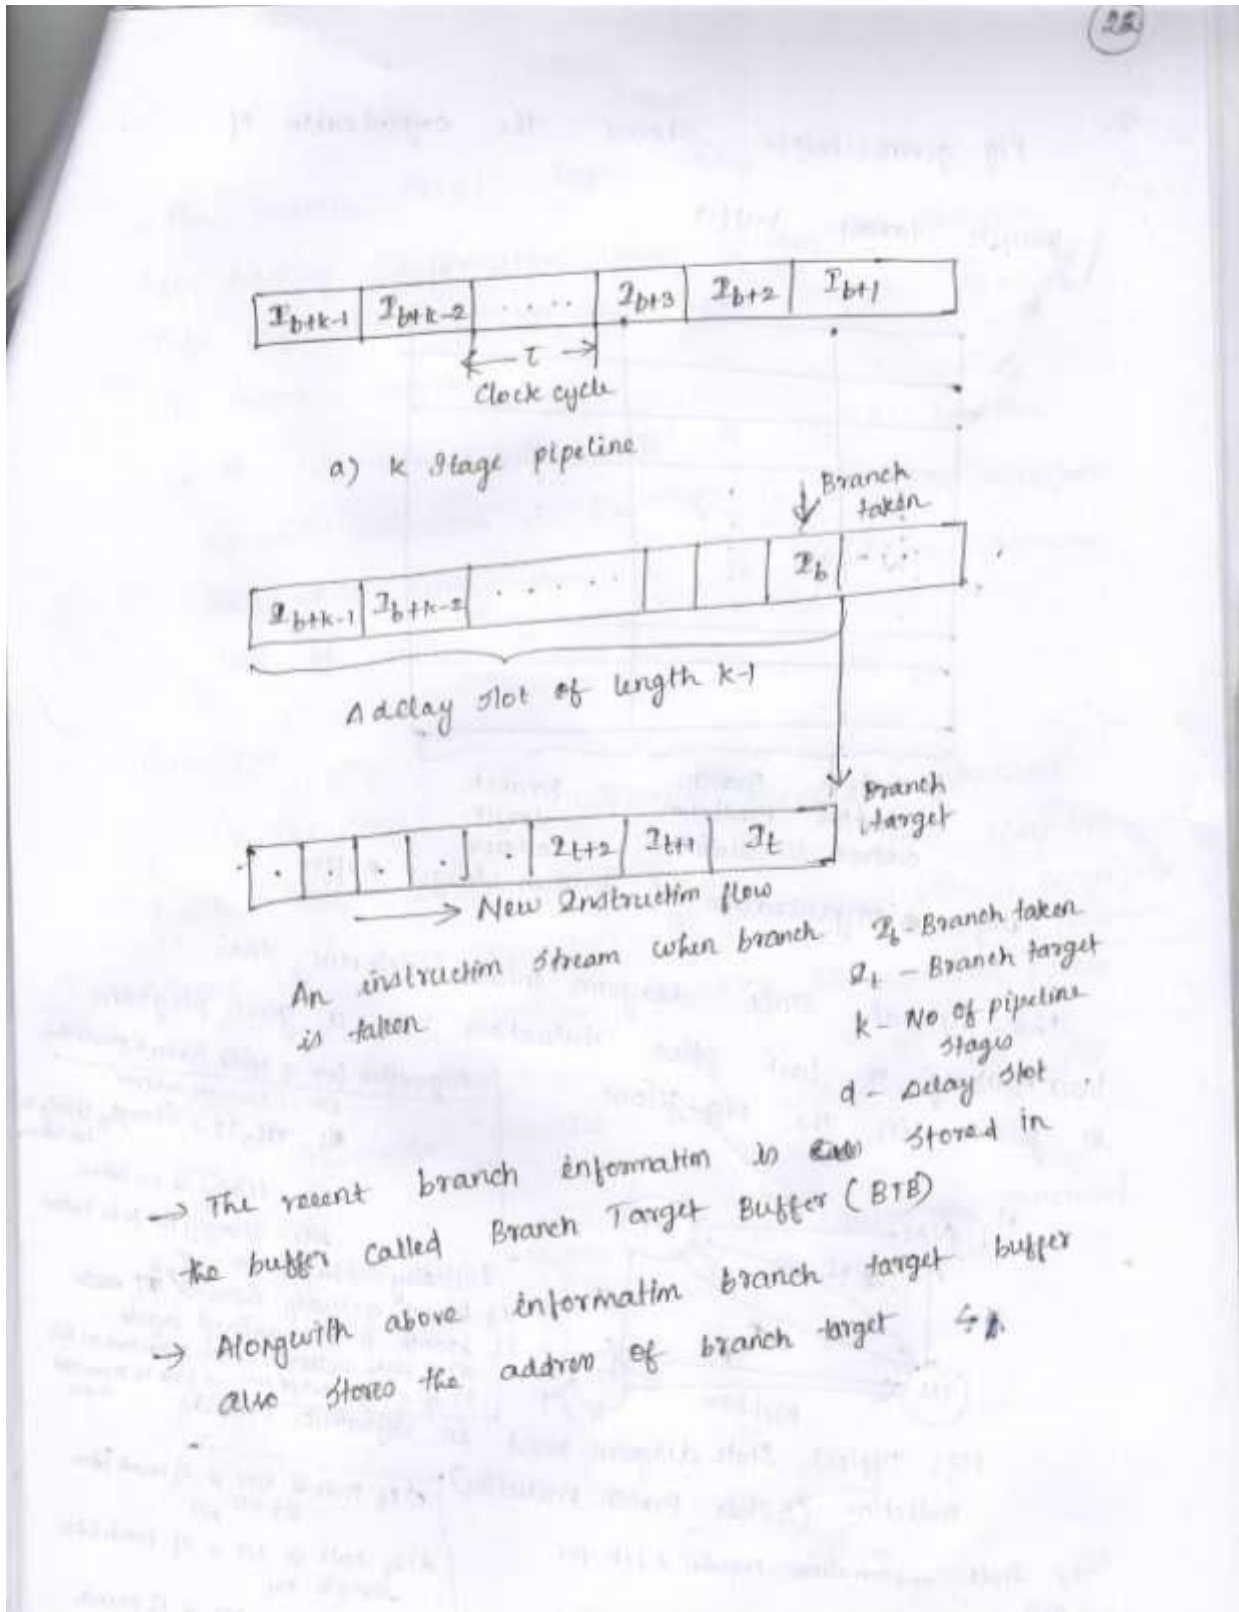 22
I b+k-1 I b+k-2 . . . . I b+3 I b+2 I b+1
τ
Clock cycle
a) k Stage pipeline
Branch
taken
I b+k-1 I b+k-2 . . . . . I b
A delay slot of length k-1
Branch
target
. . . . . I t+2 I t+1 I t
New Instruction flow
An instruction stream when branch
is taken
I b - Branch taken
I t - Branch target
k - No of pipeline
stages
d - Delay slot
→ The recent branch information is stored in
the buffer called Branch Target Buffer (BTB)
→ Alongwith above information branch target buffer
also stores the address of branch target